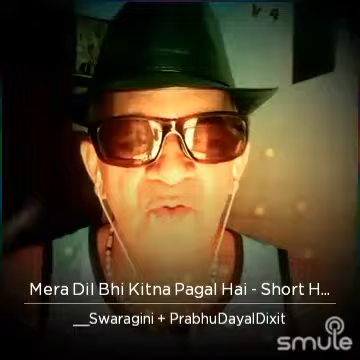 Mera Dil Bhi Kitna Pagal Hai - Short H...
__Swaragini + PrabhuDayalDixit
smule